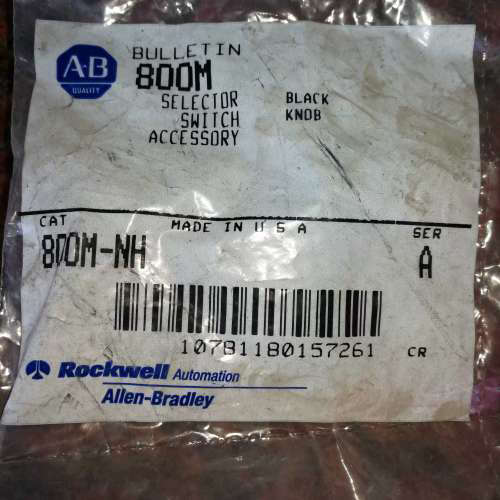 A-B
QUALITY
BULLETIN
800M
SELECTOR BLACK
SWITCH KNOB
ACCESSORY
CAT MADE IN U S A SER
800M-NH A
10781180157261 CR
Rockwell Automation
Allen-Bradley